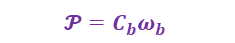 𝓟 = C_b ω_b